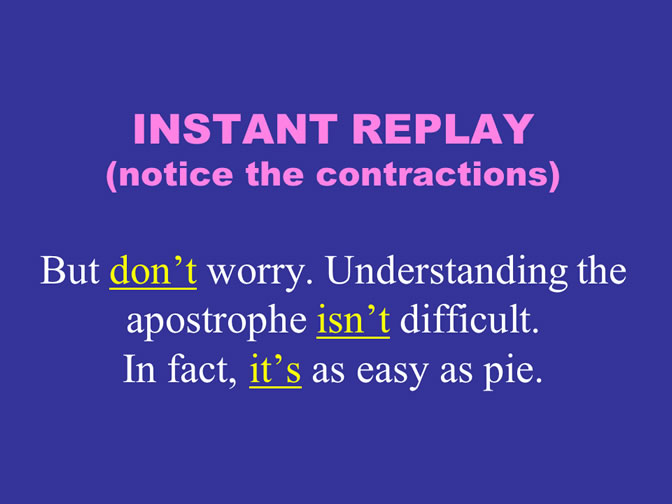 INSTANT REPLAY
(notice the contractions)
But don’t worry. Understanding the
apostrophe isn’t difficult.
In fact, it’s as easy as pie.